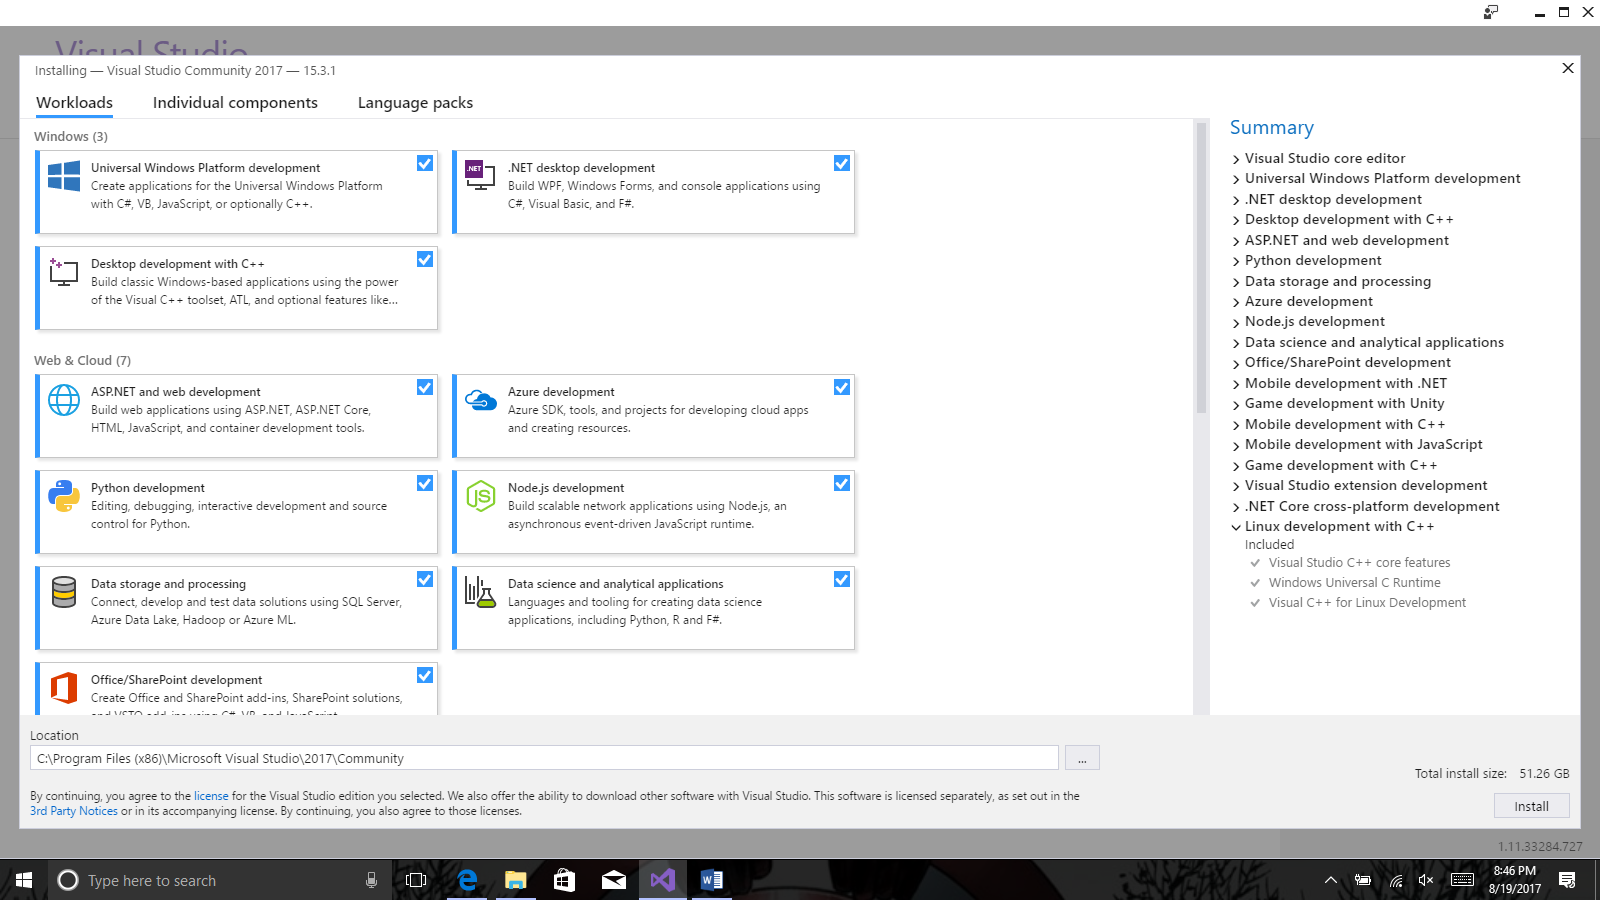 Visual Studio
Installing — Visual Studio Community 2017 — 15.3.1
Workloads
Individual components
Language packs
Windows (3)
Universal Windows Platform development
Create applications for the Universal Windows Platform
with C#, VB, JavaScript, or optionally C++.
.NET
.NET desktop development
Build WPF, Windows Forms, and console applications using
C#, Visual Basic, and F#.
Desktop development with C++
Build classic Windows-based applications using the power
of the Visual C++ toolset, ATL, and optional features like...
Web & Cloud (7)
ASP.NET and web development
Build web applications using ASP.NET, ASP.NET Core,
HTML, JavaScript, and container development tools.
Azure development
Azure SDK, tools, and projects for developing cloud apps
and creating resources.
Python development
Editing, debugging, interactive development and source
control for Python.
JS
Node.js development
Build scalable network applications using Node.js, an
asynchronous event-driven JavaScript runtime.
Data storage and processing
Connect, develop and test data solutions using SQL Server,
Azure Data Lake, Hadoop or Azure ML.
Data science and analytical applications
Languages and tooling for creating data science
applications, including Python, R and F#.
Office/SharePoint development
Create Office and SharePoint add-ins, SharePoint solutions,
and VSTO add-ins using C#, VB, and JavaScript.
Summary
Visual Studio core editor
Universal Windows Platform development
.NET desktop development
Desktop development with C++
ASP.NET and web development
Python development
Data storage and processing
Azure development
Node.js development
Data science and analytical applications
Office/SharePoint development
Mobile development with .NET
Game development with Unity
Mobile development with C++
Mobile development with JavaScript
Game development with C++
Visual Studio extension development
.NET Core cross-platform development
Linux development with C++
Included
Visual Studio C++ core features
Windows Universal C Runtime
Visual C++ for Linux Development
Location
C:\Program Files (x86)\Microsoft Visual Studio\2017\Community
...
By continuing, you agree to the license for the Visual Studio edition you selected. We also offer the ability to download other software with Visual Studio. This software is licensed separately, as set out in the
3rd Party Notices or in its accompanying license. By continuing, you also agree to those licenses.
Total install size: 51.26 GB
Install
1.11.33284.727
Type here to search
8:46 PM
8/19/2017